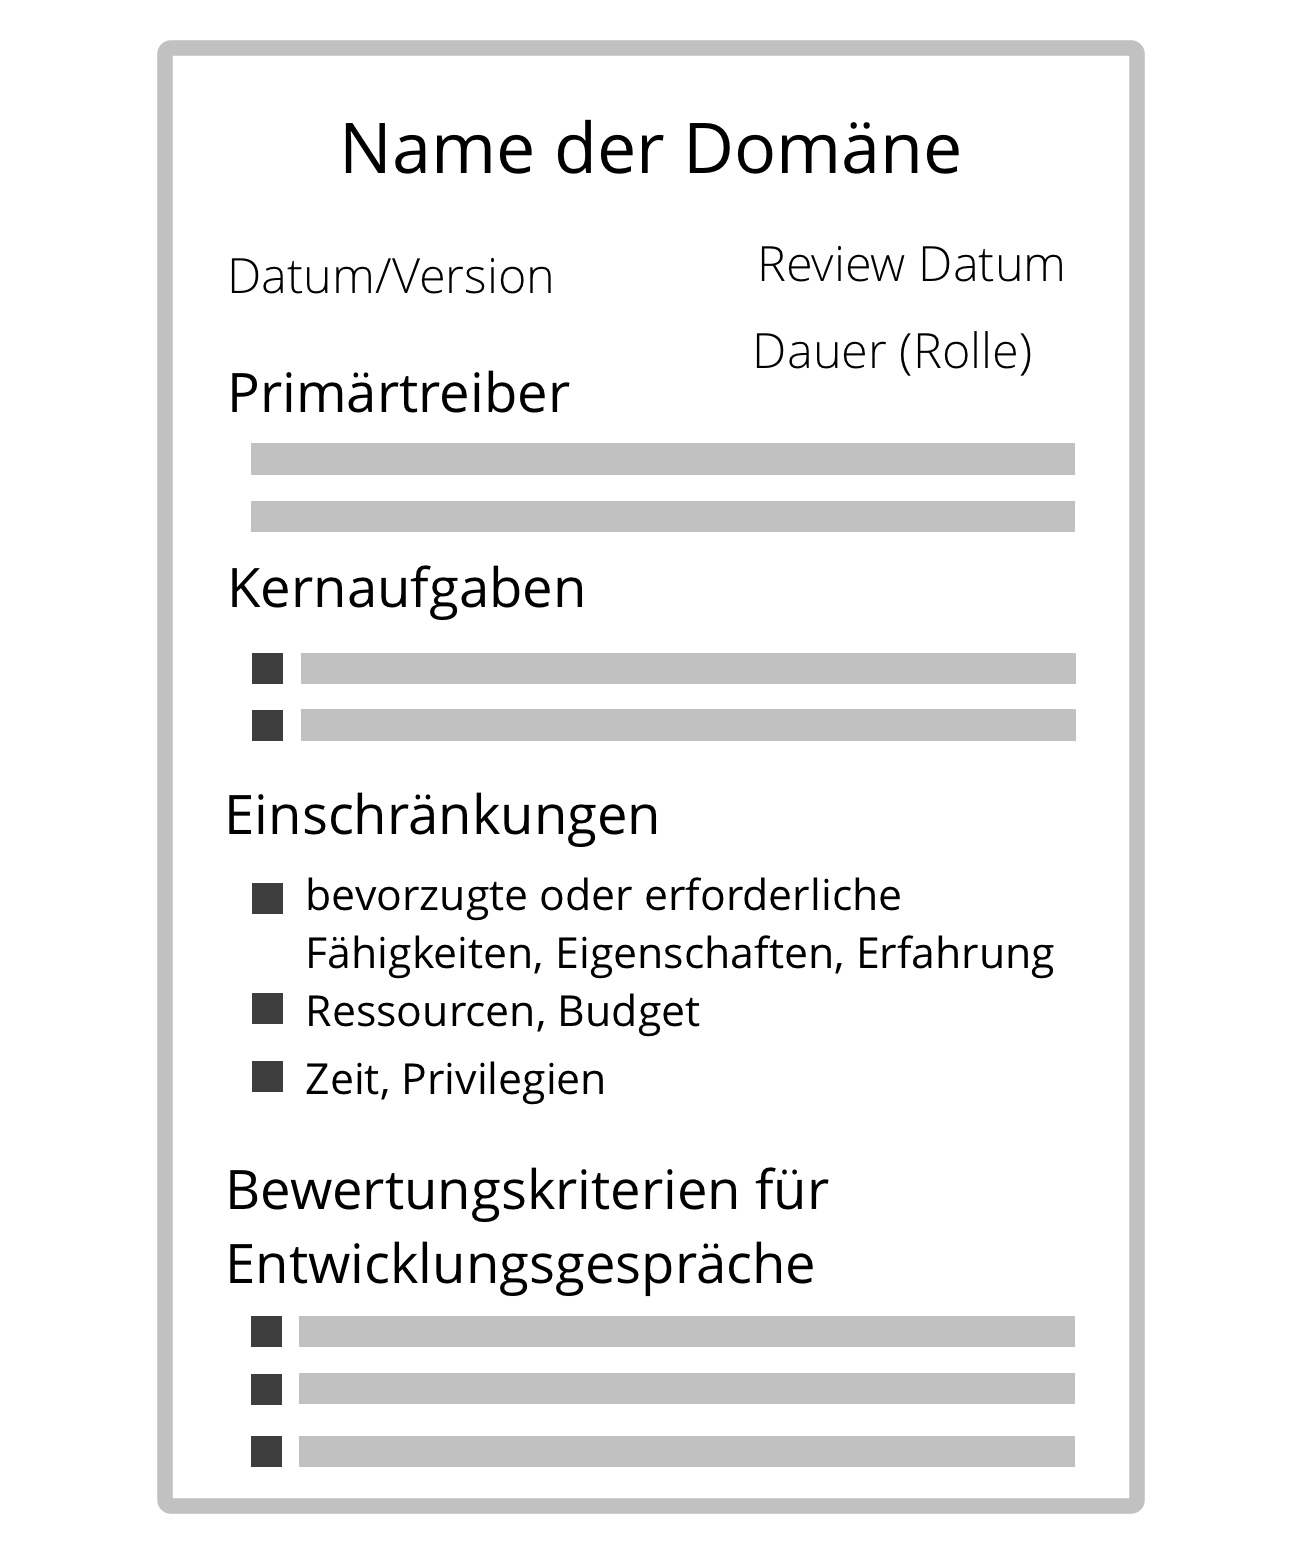 Name der Domäne
Datum/Version
Review Datum
Dauer (Rolle)
Primärtreiber
Kernaufgaben
Einschränkungen
bevorzugte oder erforderliche
Fähigkeiten, Eigenschaften, Erfahrung
Ressourcen, Budget
Zeit, Privilegien
Bewertungskriterien für
Entwicklungsgespräche